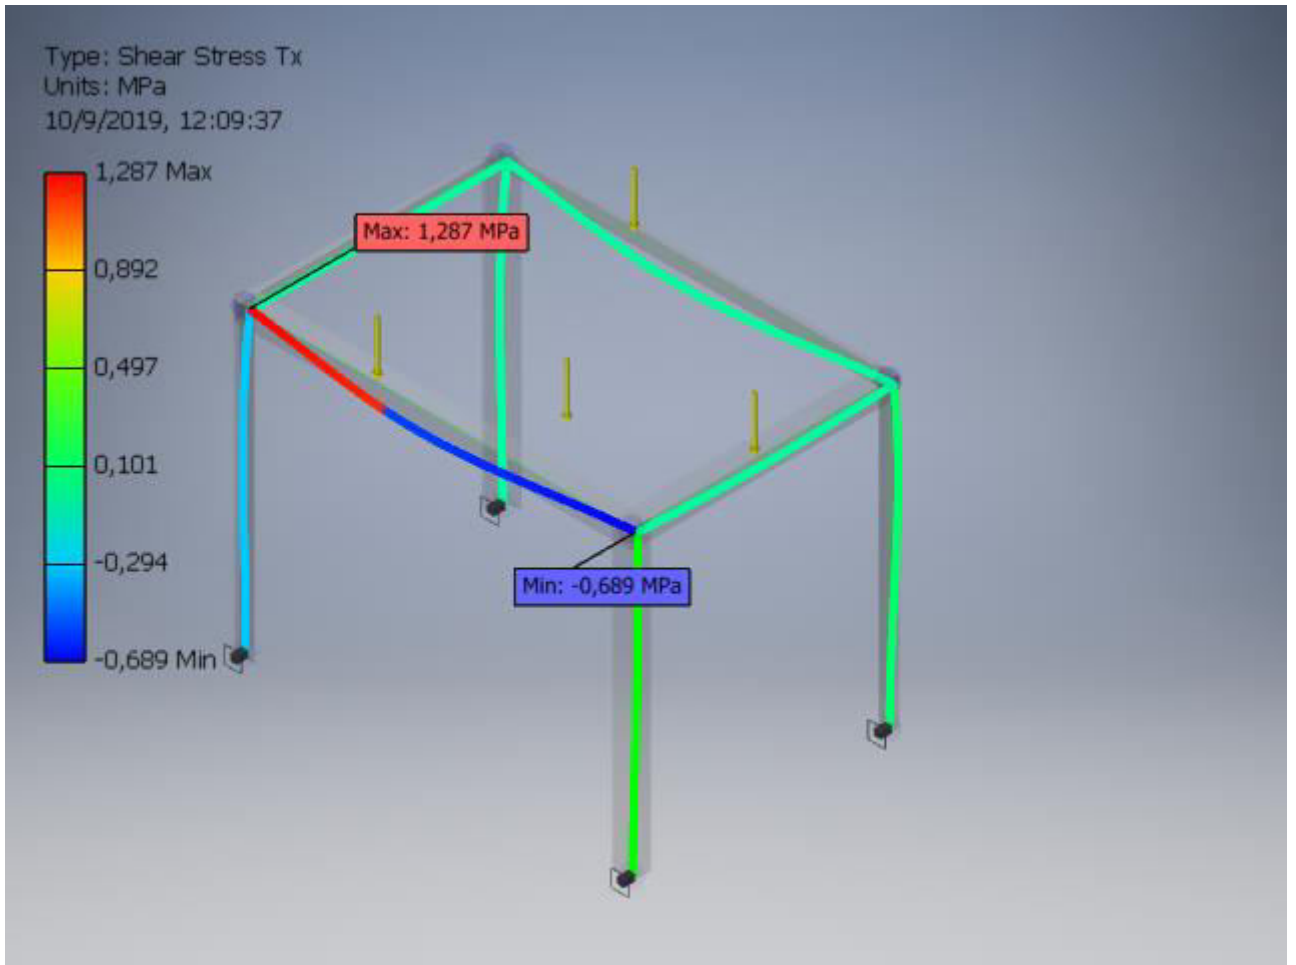 Type: Shear Stress Tx
Units: MPa
10/9/2019, 12:09:37
1,287 Max
0,892
0,497
0,101
-0,294
-0,689 Min
Max: 1,287 MPa
Min: -0,689 MPa